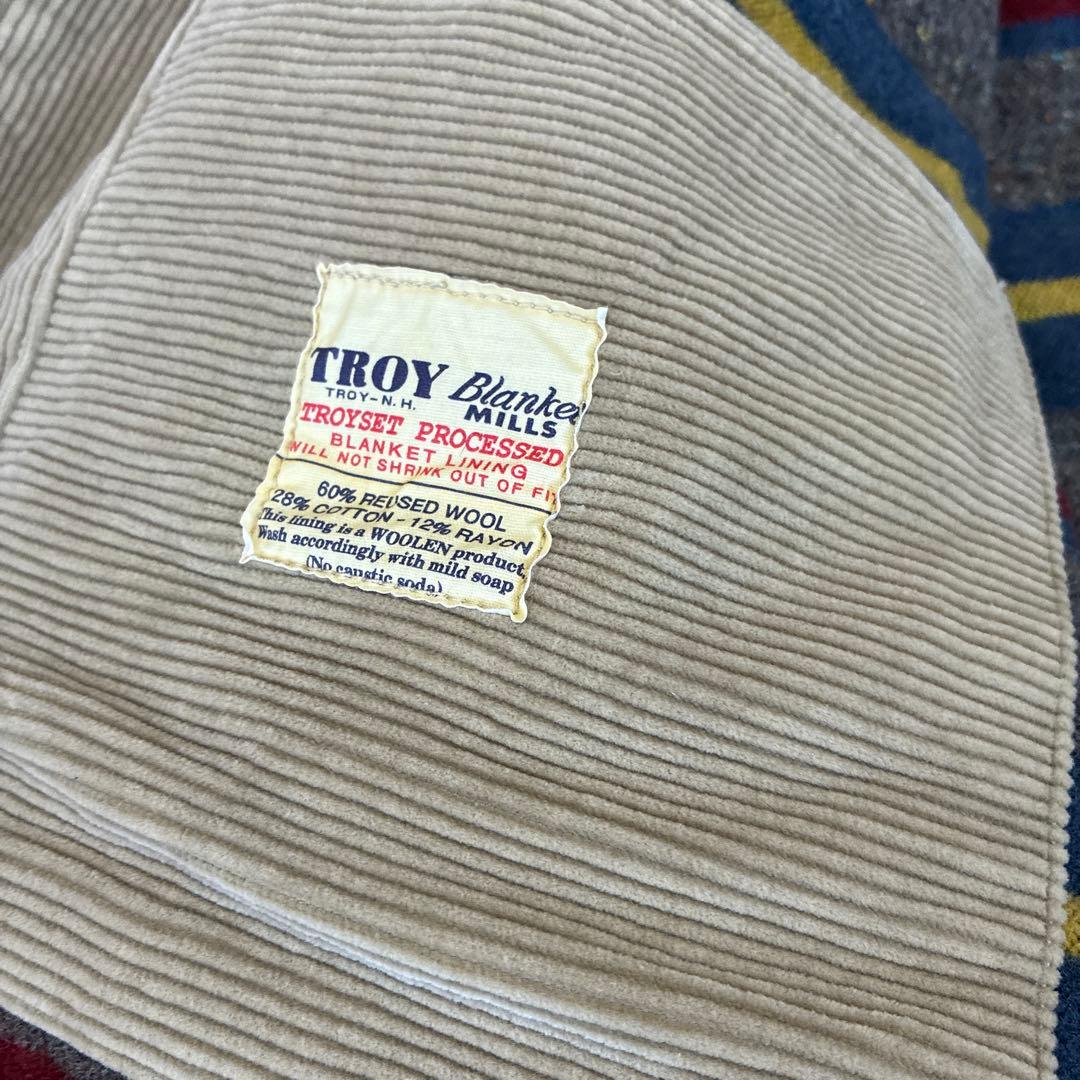 TROY Blanket
TROY-N.H. MILLS
TROYSET PROCESSED
BLANKET LINING
WILL NOT SHRINK OUT OF FIT
60% REUSED WOOL
28% COTTON - 12% RAYON
This lining is a WOOLEN product,
Wash accordingly with mild soap
(No caustic soda)